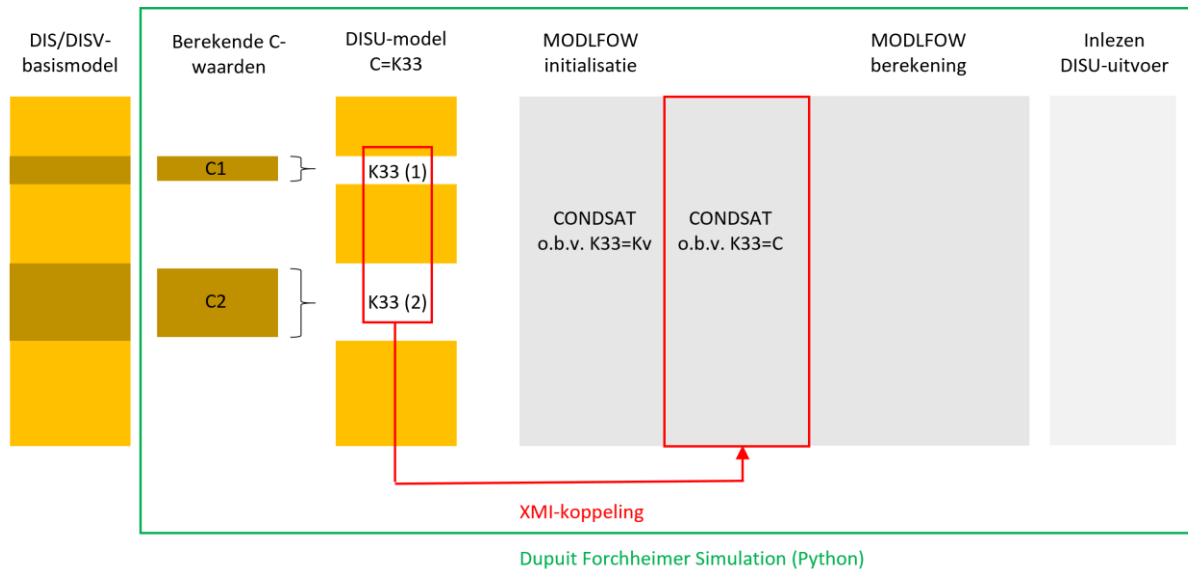 DIS/DISV-
basismodel
Berekende C-
waarden
DISU-model
C=K33
MODLFOW
initialisatie
MODLFOW
berekening
Inlezen
DISU-uitvoer
C1
K33 (1)
CONDSAT
o.b.v. K33=Kv
CONDSAT
o.b.v. K33=C
C2
K33 (2)
XMI-koppeling
Dupuit Forchheimer Simulation (Python)